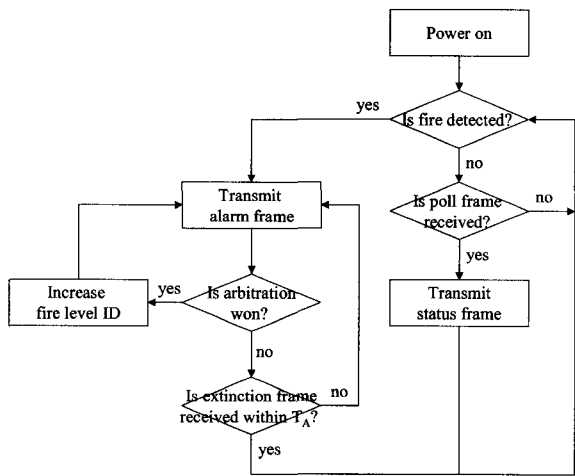 Power on
yes
Is fire detected?
no
Transmit
alarm frame
Is poll frame
received?
no
yes
Increase
fire level ID
yes
Is arbitration
won?
Transmit
status frame
no
Is extinction frame
received within T_A?
no
yes